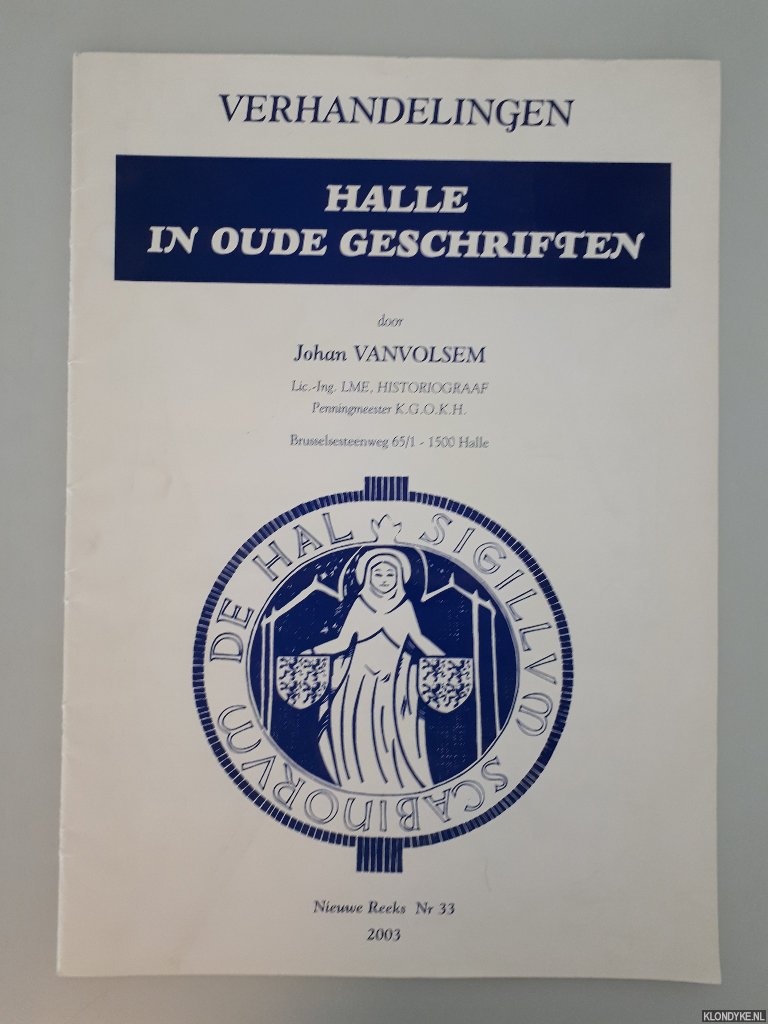 VERHANDELINGEN
HALLE
IN OUDE GESCHRIFTEN
door
Johan VANVOLSEM
Lic.-Ing. LME, HISTORIOGRAAF
Penningmeester K.G.O.K.H.
Brusselsesteenweg 65/1 - 1500 Halle
SIGILLVM SCABINORVM DE HAL
Nieuwe Reeks Nr 33
2003
KLONDYKE.NL